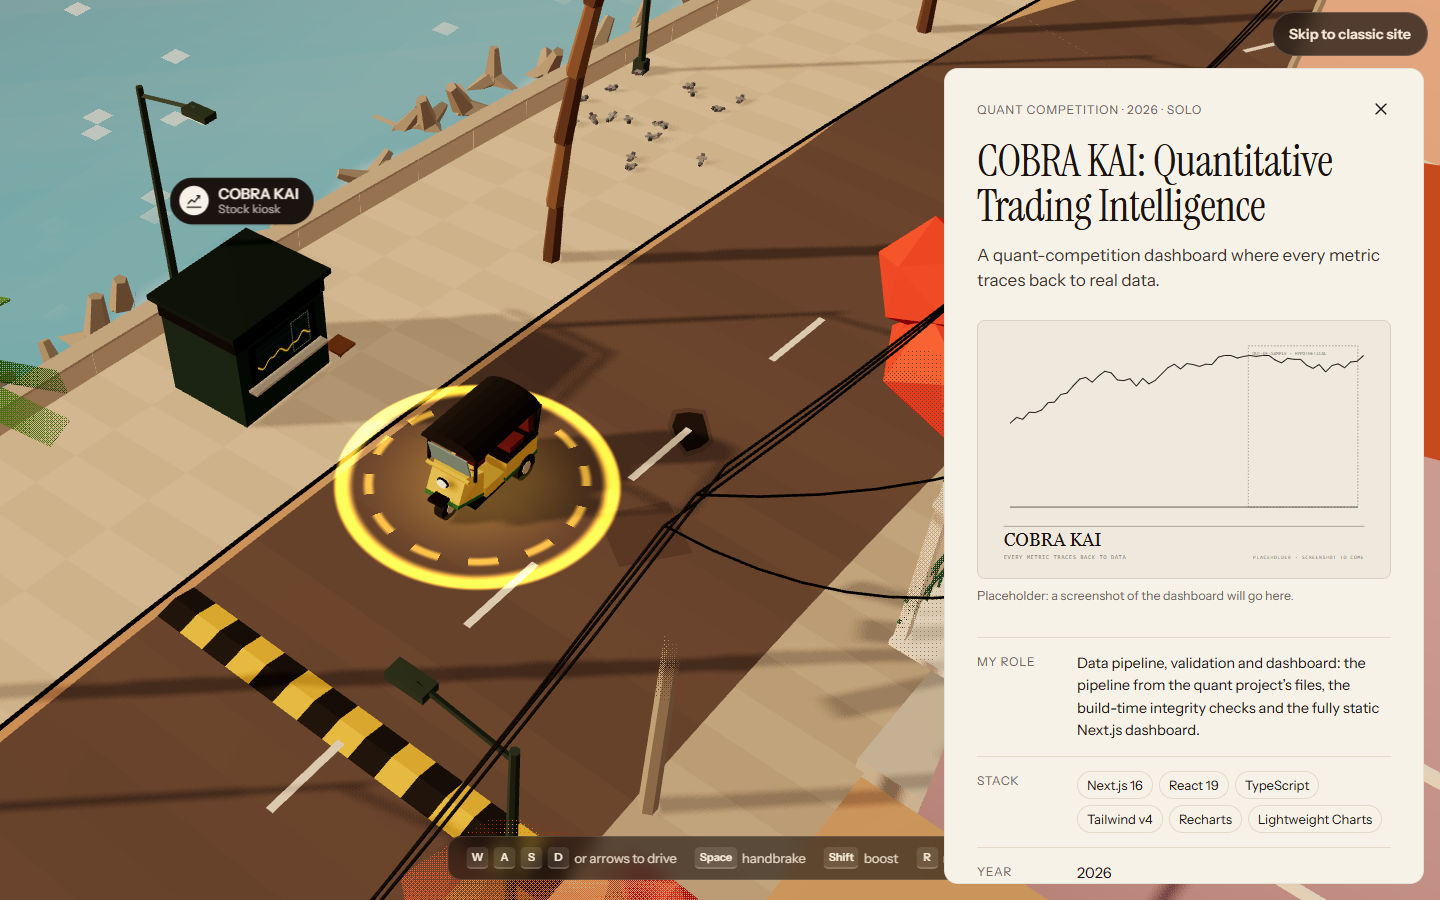 Skip to classic site
QUANT COMPETITION · 2026 · SOLO
COBRA KAI: Quantitative
Trading Intelligence
A quant-competition dashboard where every metric
traces back to real data.
COBRA KAI
Stock kiosk
COBRA KAI
EVERY METRIC TRACES BACK TO DATA
PLACEHOLDER - SCREENSHOT TO COME
Placeholder: a screenshot of the dashboard will go here.
MY ROLE
Data pipeline, validation and dashboard: the
pipeline from the quant project's files, the
build-time integrity checks and the fully static
Next.js dashboard.
STACK
Next.js 16
React 19
TypeScript
Tailwind v4
Recharts
Lightweight Charts
YEAR
2026
W A S D or arrows to drive
Space handbrake
Shift boost
R